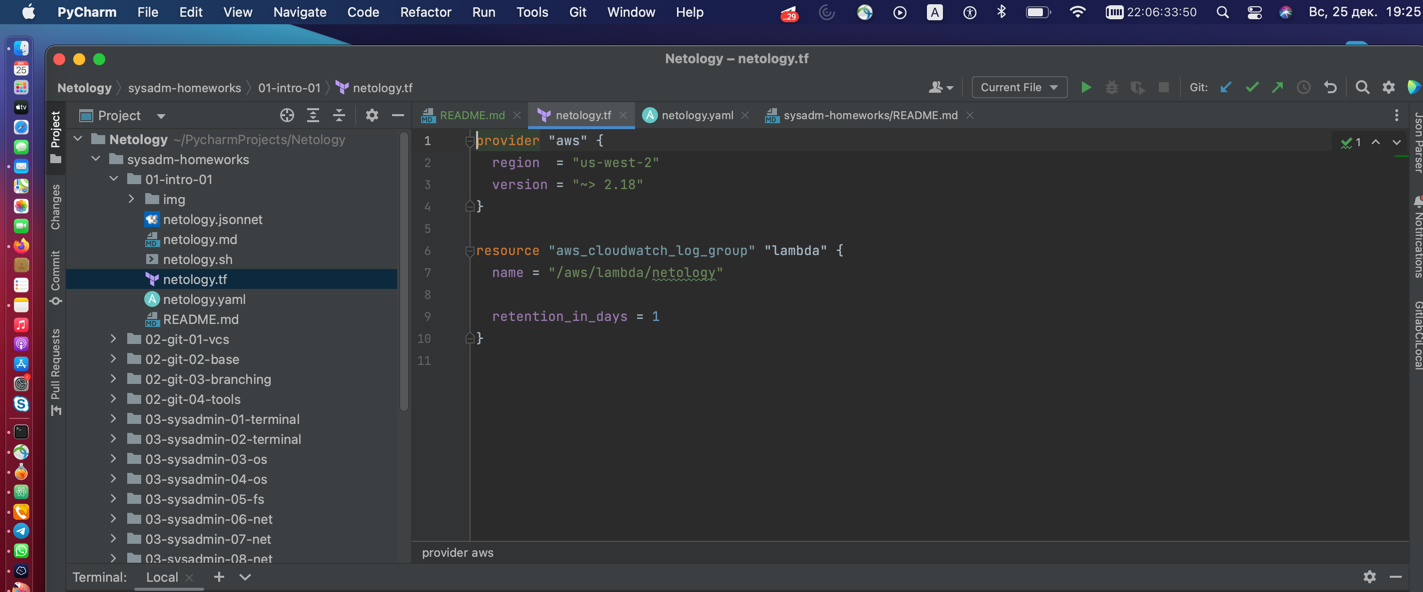 PyCharm File Edit View Navigate Code Refactor Run Tools Git Window Help ..29 A 22:06:33:50 Вс, 25 дек. 19:25
DEC
25
Netology – netology.tf
Netology sysadm-homeworks 01-intro-01 netology.tf Current File Git:
Project README.md netology.tf netology.yaml sysadm-homeworks/README.md
Project
Changes
Commit
Pull Requests
Netology ~/PycharmProjects/Netology
sysadm-homeworks
01-intro-01
img
netology.jsonnet
netology.md
netology.sh
netology.tf
netology.yaml
README.md
02-git-01-vcs
02-git-02-base
02-git-03-branching
02-git-04-tools
03-sysadmin-01-terminal
03-sysadmin-02-terminal
03-sysadmin-03-os
03-sysadmin-04-os
03-sysadmin-05-fs
03-sysadmin-06-net
03-sysadmin-07-net
03-sysadmin-08-net
1 provider "aws" { 1
2 region = "us-west-2"
3 version = "~> 2.18"
4 }
5
6 resource "aws_cloudwatch_log_group" "lambda" {
7 name = "/aws/lambda/netology"
8
9 retention_in_days = 1
10 }
11
provider aws
Json Parser
Notifications
GitlabCiLocal
Terminal: Local